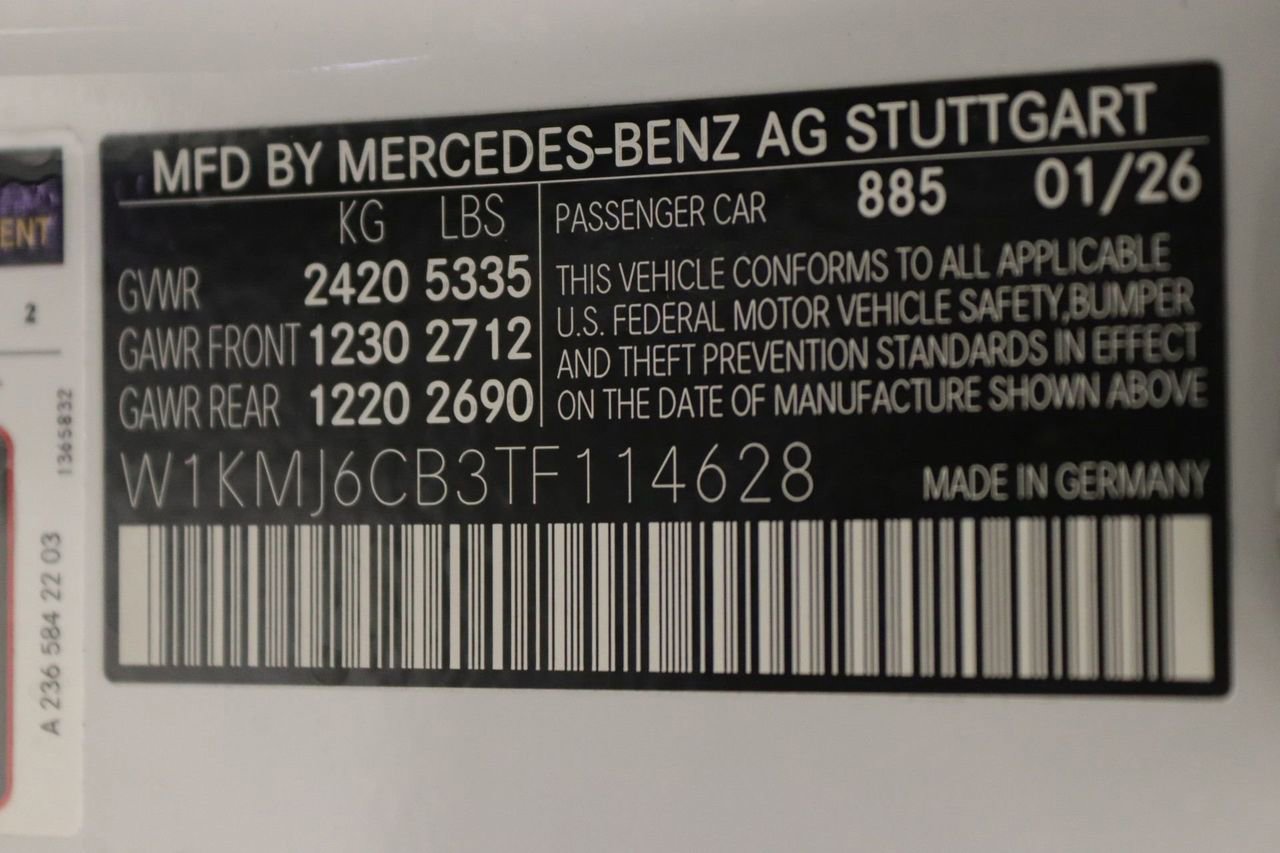 MFD BY MERCEDES-BENZ AG STUTTGART
KG LBS
GVWR 2420 5335
GAWR FRONT 1230 2712
GAWR REAR 1220 2690
PASSENGER CAR 885 01/26
THIS VEHICLE CONFORMS TO ALL APPLICABLE
U.S. FEDERAL MOTOR VEHICLE SAFETY,BUMPER
AND THEFT PREVENTION STANDARDS IN EFFECT
ON THE DATE OF MANUFACTURE SHOWN ABOVE
W1KMJ6CB3TF114628
MADE IN GERMANY
ENT
2
1365832
A 236 584 22 03